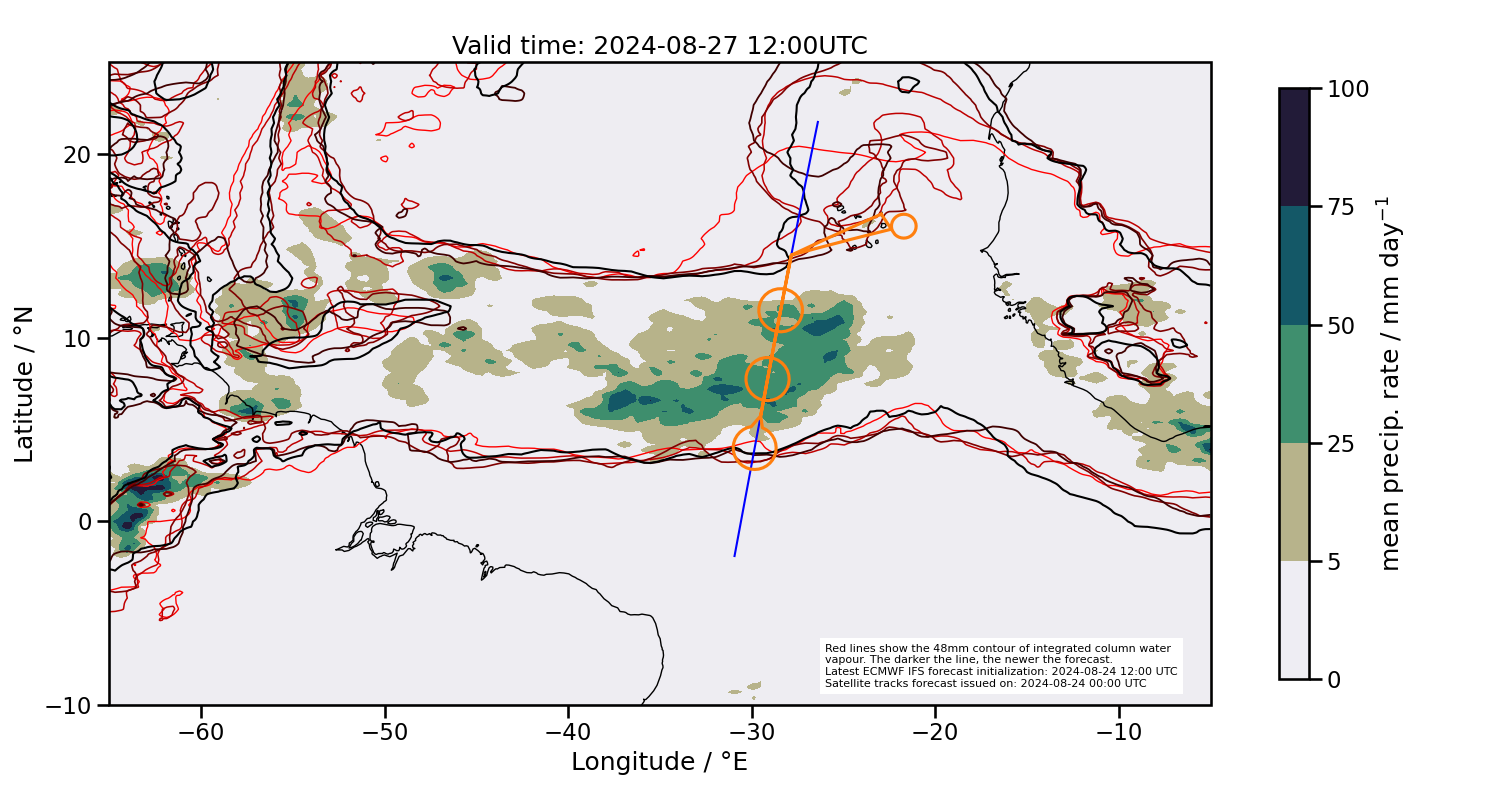 Valid time: 2024-08-27 12:00UTC
20
10
0
−10
−60
−50
−40
−30
−20
−10
Latitude / °N
Longitude / °E
Red lines show the 48mm contour of integrated column water
vapour. The darker the line, the newer the forecast.
Latest ECMWF IFS forecast initialization: 2024-08-24 12:00 UTC
Satellite tracks forecast issued on: 2024-08-24 00:00 UTC
100
75
50
25
5
0
mean precip. rate / mm day⁻¹